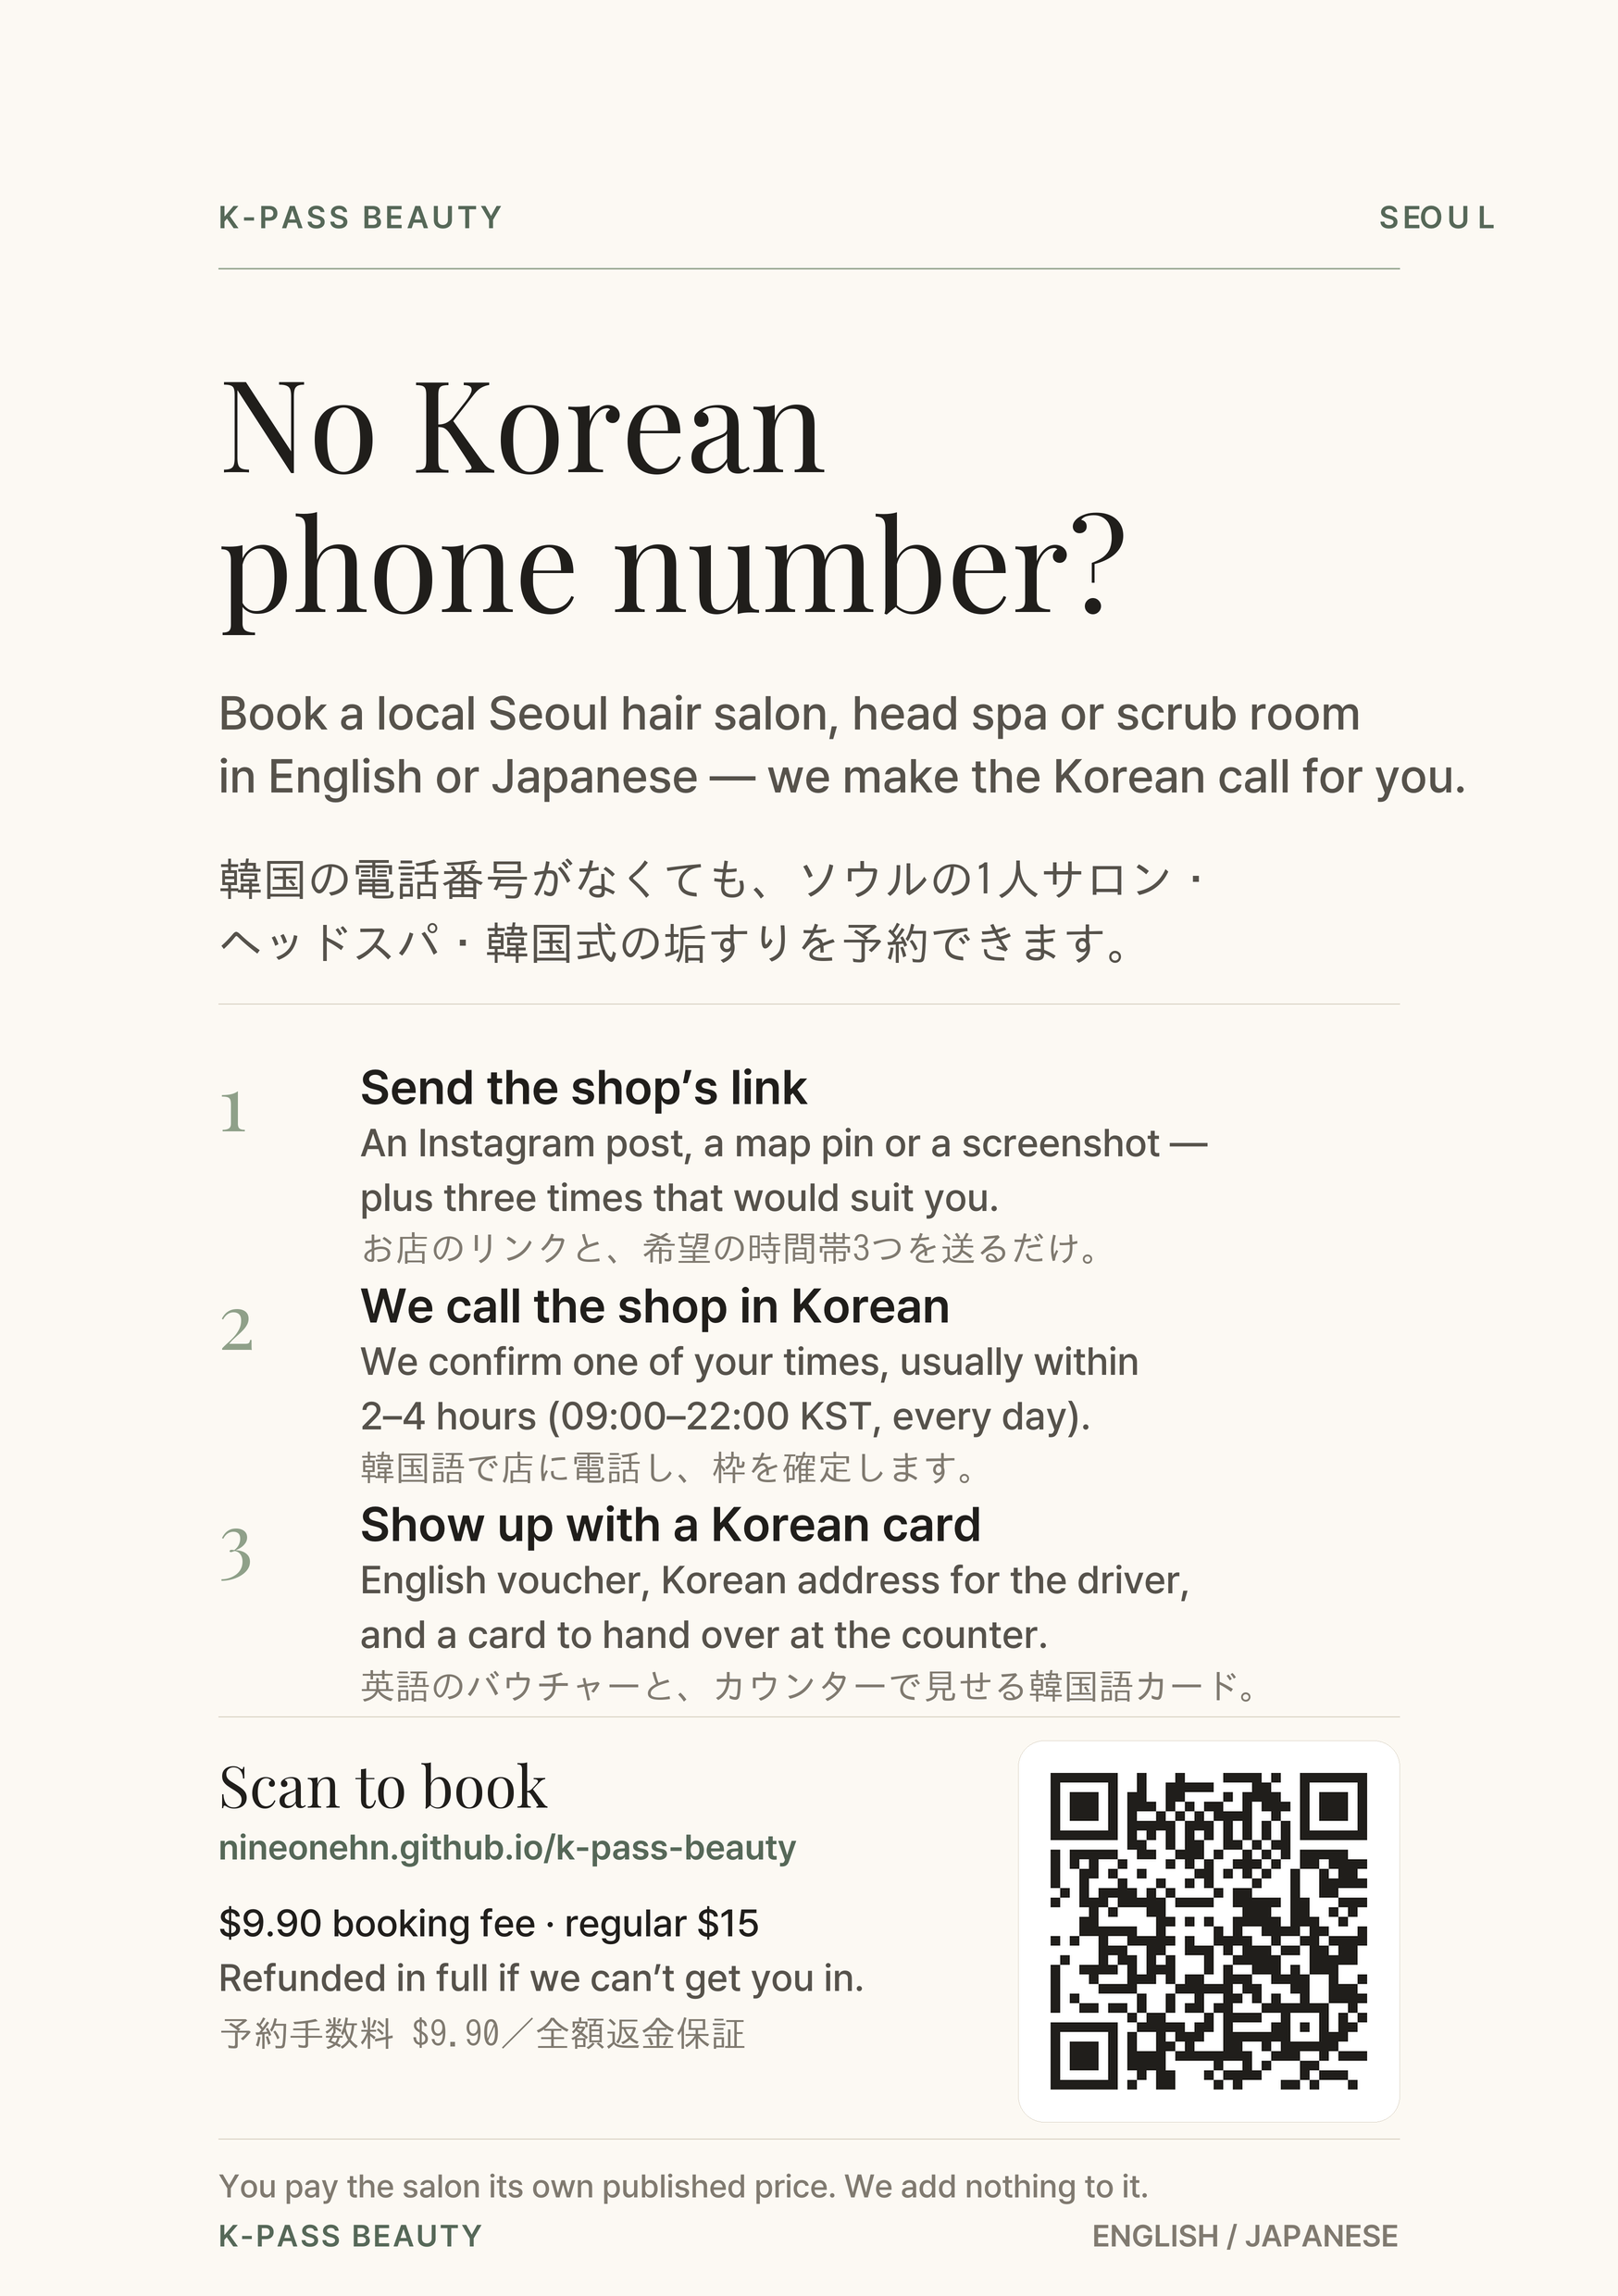 K-PASS BEAUTY
SEOUL
No Korean
phone number?
Book a local Seoul hair salon, head spa or scrub room
in English or Japanese — we make the Korean call for you.
韓国の電話番号がなくても、ソウルの1人サロン・
ヘッドスパ・韓国式の垢すりを予約できます。
1
Send the shop’s link
An Instagram post, a map pin or a screenshot —
plus three times that would suit you.
お店のリンクと、希望の時間帯3つを送るだけ。
2
We call the shop in Korean
We confirm one of your times, usually within
2–4 hours (09:00–22:00 KST, every day).
韓国語で店に電話し、枠を確定します。
3
Show up with a Korean card
English voucher, Korean address for the driver,
and a card to hand over at the counter.
英語のバウチャーと、カウンターで見せる韓国語カード。
Scan to book
nineonehn.github.io/k-pass-beauty
$9.90 booking fee · regular $15
Refunded in full if we can’t get you in.
予約手数料 $9.90／全額返金保証
You pay the salon its own published price. We add nothing to it.
K-PASS BEAUTY
ENGLISH / JAPANESE